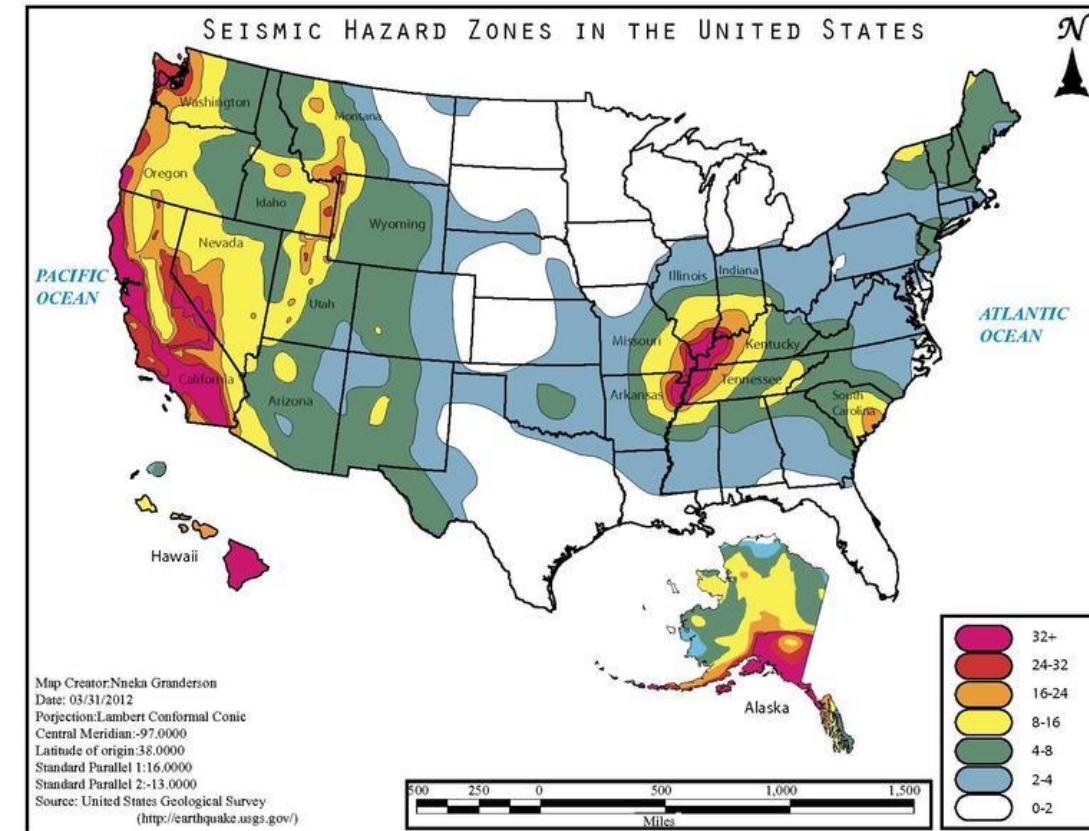 SEISMIC HAZARD ZONES IN THE UNITED STATES
N
Washington
Montana
Oregon
Idaho
Wyoming
Nevada
PACIFIC
OCEAN
Illinois
Indiana
Utah
ATLANTIC
OCEAN
Missouri
Kentucky
California
Tennessee
Arizona
Arkansas
South
Carolina
Hawaii
Alaska
32+
24-32
16-24
8-16
4-8
2-4
0-2
Map Creator:Nneka Granderson
Date: 03/31/2012
Porjection:Lambert Conformal Conic
Central Meridian:-97.0000
Latitude of origin:38.0000
Standard Parallel 1:16.0000
Standard Parallel 2:-13.0000
Source: United States Geological Survey
(http://earthquake.usgs.gov/)
500 250 0 500 1,000 1,500
Miles